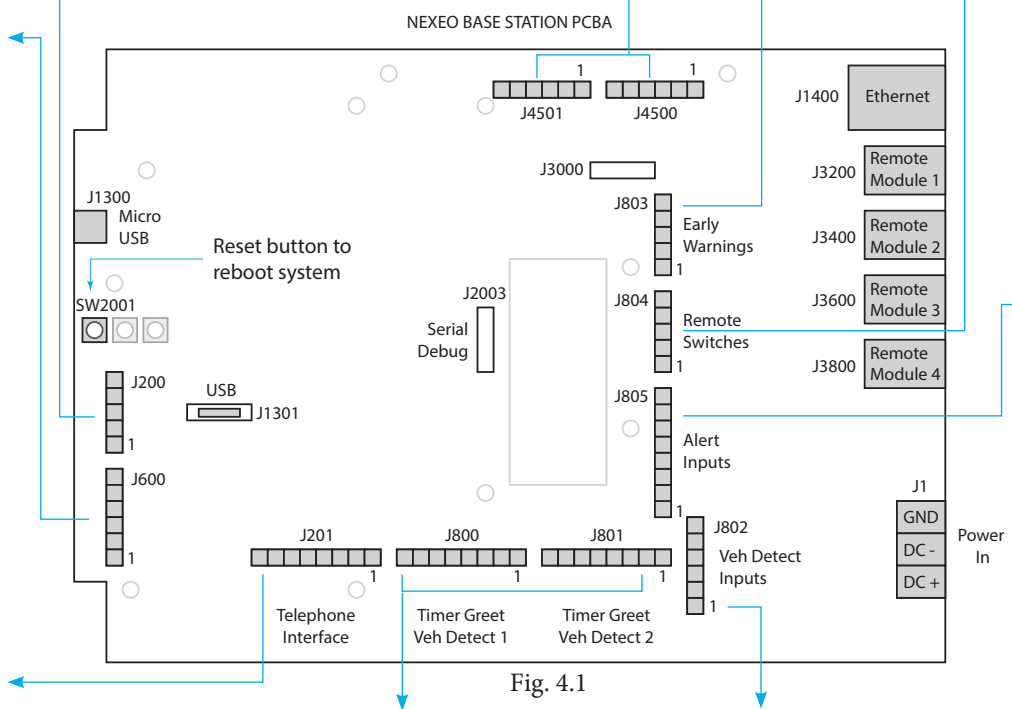 NEXEO BASE STATION PCBA
1
1
J4501
J4500
J1400
Ethernet
J3000
J3200
Remote
Module 1
J1300
Micro
USB
J803
Early
Warnings
1
J3400
Remote
Module 2
Reset button to
reboot system
SW2001
J2003
Serial
Debug
J804
Remote
Switches
1
J3600
Remote
Module 3
J3800
Remote
Module 4
J200
1
USB
J1301
J805
Alert
Inputs
1
J600
1
J1
GND
DC -
DC +
Power
In
J201
1
J800
1
J801
1
J802
Veh Detect
Inputs
1
Telephone
Interface
Timer Greet
Veh Detect 1
Timer Greet
Veh Detect 2
Fig. 4.1